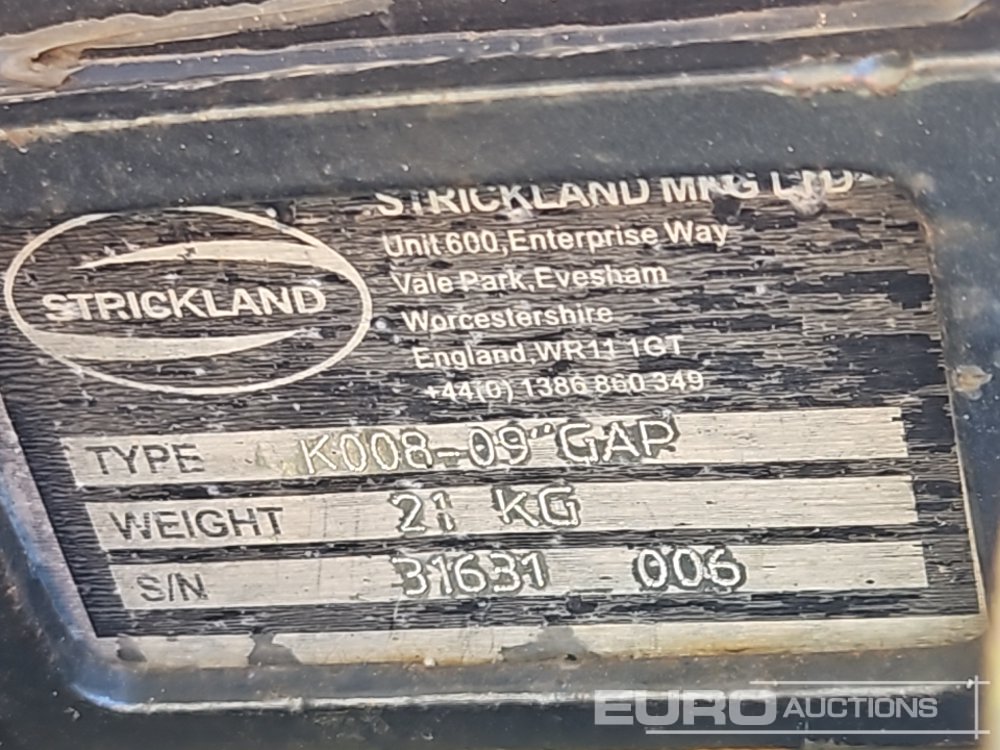 STRICKLAND
STRICKLAND MFG LTD
Unit 600, Enterprise Way
Vale Park, Evesham
Worcestershire
England, WR11 1GT
+44(0) 1386 860 349
TYPE K008-09" GAP
WEIGHT 21 KG
S/N 31631 006
EURO AUCTIONS